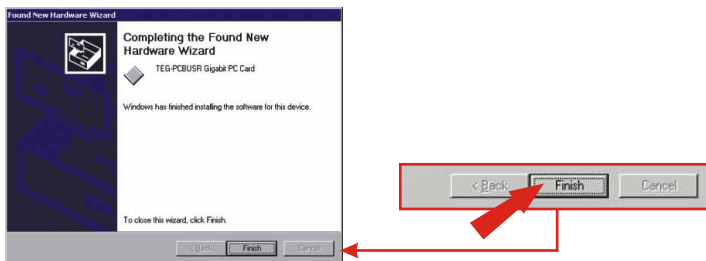 Found New Hardware Wizard
Completing the Found New
Hardware Wizard
TEG-PCBUSR Gigabit PC Card
Windows has finished installing the software for this device.
To close this wizard, click Finish.
< Back Finish Cancel
< Back Finish Cancel